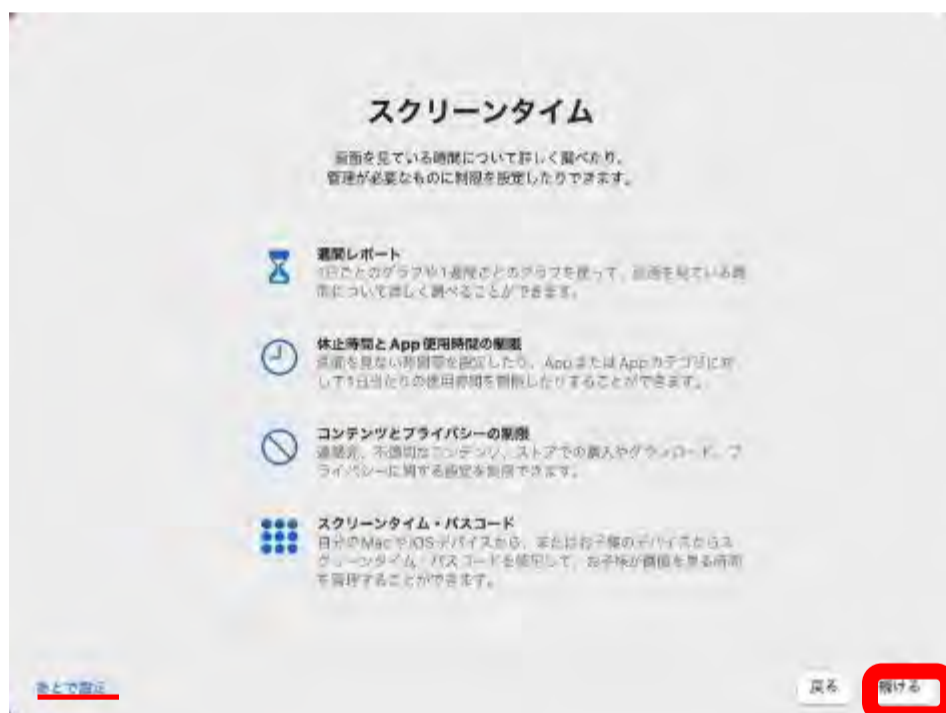 スクリーンタイム
画面を見ている時間について詳しく調べたり、
管理が必要なものに制限を設定したりできます。
週間レポート
1日ごとのグラフや1週間ごとのグラフを使って、画面を見ている時
間について詳しく調べることができます。
休止時間とApp使用時間の制限
画面を見ない時間帯を設定したり、AppまたはAppカテゴリに対
して1日当たりの使用時間を制限したりすることができます。
コンテンツとプライバシーの制限
不適切なコンテンツ、ストアでの購入やダウンロード、プ
ライバシーに関する設定を制限できます。
スクリーンタイム・パスコード
自分のMacやiOSデバイスから、またはお子様のデバイスからス
クリーンタイム・パスコードを使用して、お子様が画面を見る時間
を管理することができます。
あとで設定
戻る
続ける